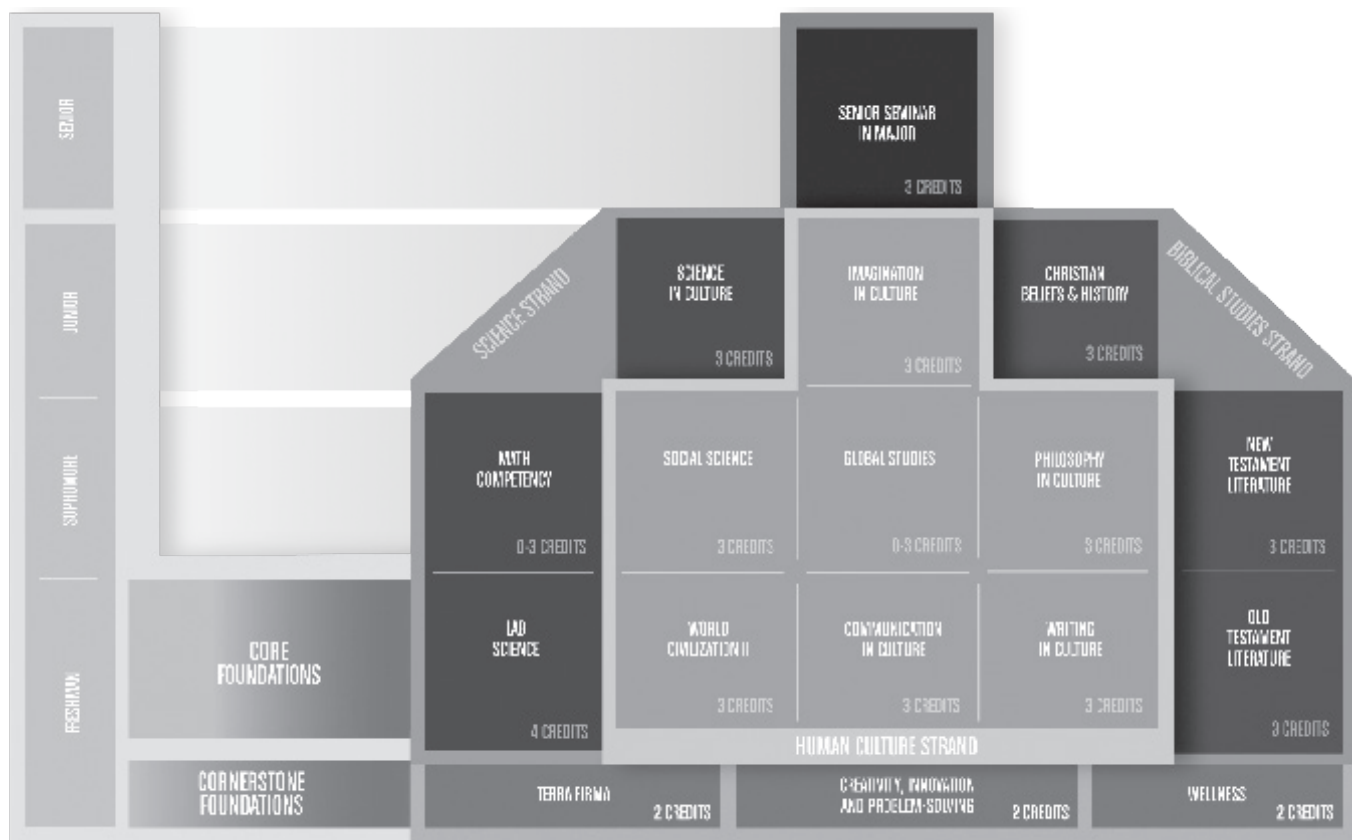 SENIOR
SENIOR SEMINAR
IN MAJOR
3 CREDITS
JUNIOR
SCIENCE STRAND
SCIENCE
IN CULTURE
3 CREDITS
IMAGINATION
IN CULTURE
3 CREDITS
CHRISTIAN
BELIEFS & HISTORY
3 CREDITS
BIBLICAL STUDIES STRAND
SOPHOMORE
MATH
COMPETENCY
0-3 CREDITS
SOCIAL SCIENCE
3 CREDITS
GLOBAL STUDIES
0-3 CREDITS
PHILOSOPHY
IN CULTURE
3 CREDITS
NEW
TESTAMENT
LITERATURE
3 CREDITS
FRESHMAN
CORE
FOUNDATIONS
LAB
SCIENCE
4 CREDITS
WORLD
CIVILIZATION II
3 CREDITS
COMMUNICATION
IN CULTURE
3 CREDITS
WRITING
IN CULTURE
3 CREDITS
OLD
TESTAMENT
LITERATURE
3 CREDITS
HUMAN CULTURE STRAND
CORNERSTONE
FOUNDATIONS
TERRA FIRMA
2 CREDITS
CREATIVITY, INNOVATION
AND PROBLEM-SOLVING
2 CREDITS
WELLNESS
2 CREDITS